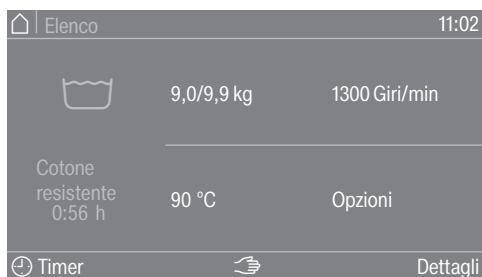 Elenco 11:02
9,0/9,9 kg 1300 Giri/min
Cotone
resistente
0:56 h
90 °C Opzioni
Timer Dettagli